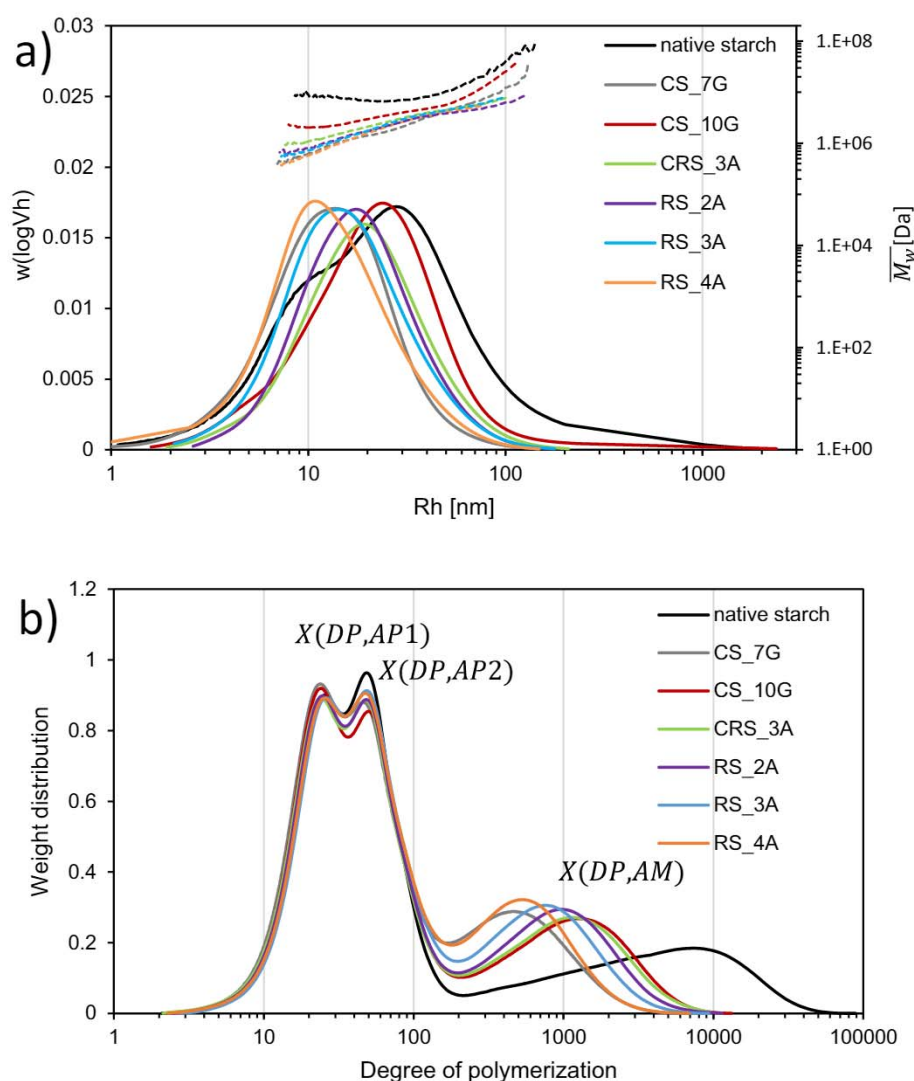 a)
0.03
0.025
0.02
0.015
0.01
0.005
0
w(logVh)
1
10
100
1000
Rh [nm]
1.E+08
1.E+06
1.E+04
1.E+02
1.E+00
Mw [Da]
native starch
CS_7G
CS_10G
CRS_3A
RS_2A
RS_3A
RS_4A
b)
1.2
1
0.8
0.6
0.4
0.2
0
Weight distribution
X(DP,AP1)
X(DP,AP2)
X(DP,AM)
native starch
CS_7G
CS_10G
CRS_3A
RS_2A
RS_3A
RS_4A
1
10
100
1000
10000
100000
Degree of polymerization